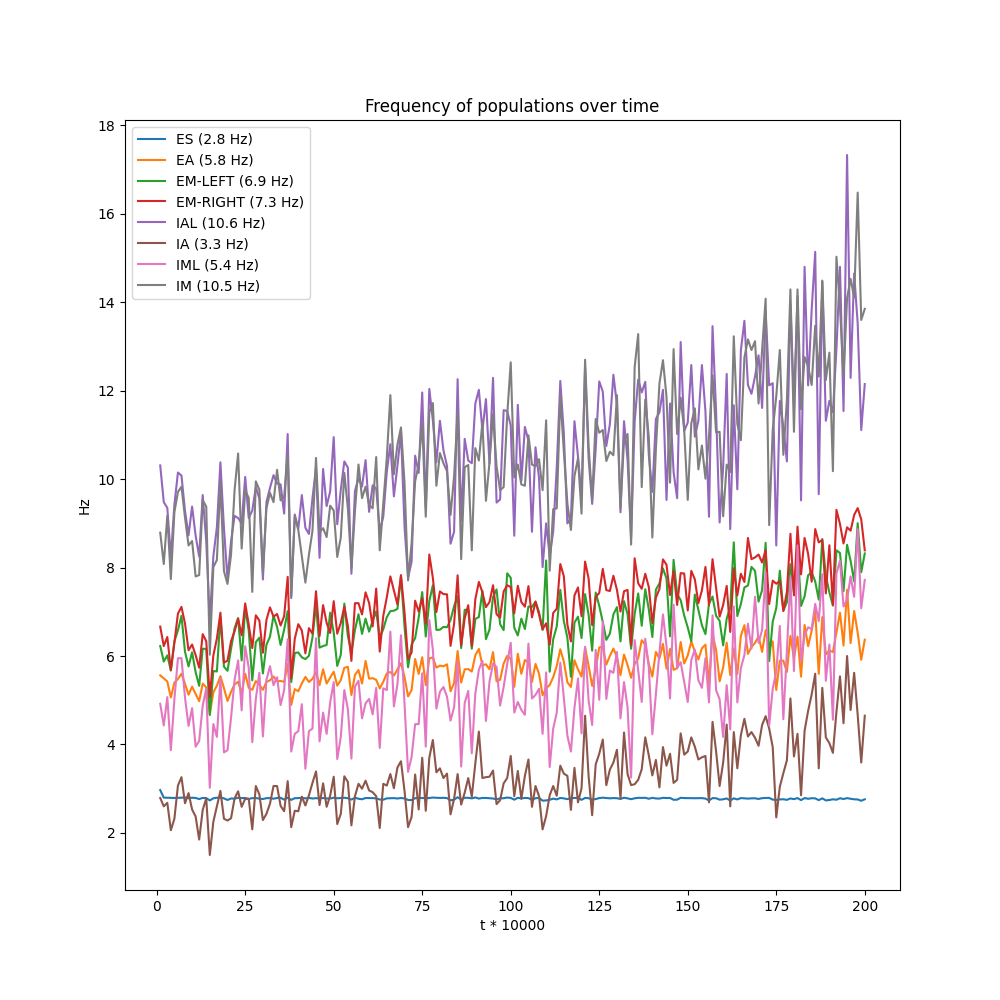 Frequency of populations over time
18
16
14
12
10
8
6
4
2
Hz
ES (2.8 Hz)
EA (5.8 Hz)
EM-LEFT (6.9 Hz)
EM-RIGHT (7.3 Hz)
IAL (10.6 Hz)
IA (3.3 Hz)
IML (5.4 Hz)
IM (10.5 Hz)
0 25 50 75 100 125 150 175 200
t * 10000